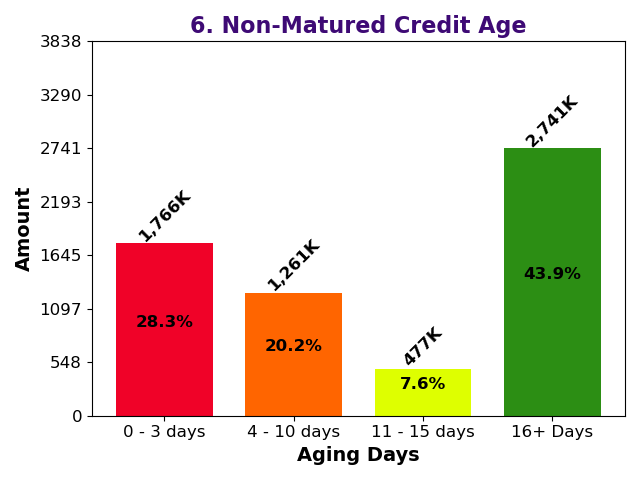 6. Non-Matured Credit Age
3838
3290
2741
2193
1645
1097
548
0
Amount
1,766K
1,261K
477K
2,741K
28.3%
20.2%
7.6%
43.9%
0 - 3 days
4 - 10 days
11 - 15 days
16+ Days
Aging Days